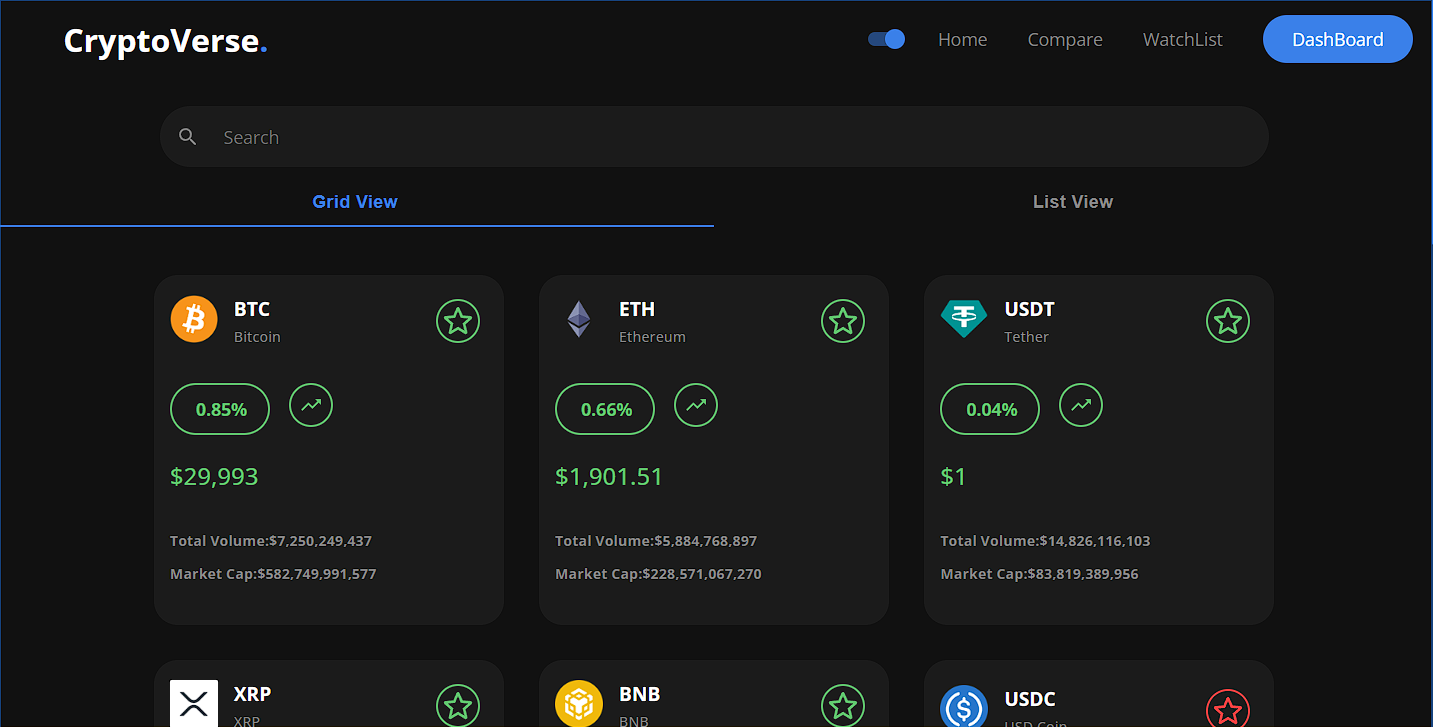 CryptoVerse.
Home Compare WatchList DashBoard
Search
Grid View List View
BTC
Bitcoin
0.85%
$29,993
Total Volume:$7,250,249,437
Market Cap:$582,749,991,577
ETH
Ethereum
0.66%
$1,901.51
Total Volume:$5,884,768,897
Market Cap:$228,571,067,270
USDT
Tether
0.04%
$1
Total Volume:$14,826,116,103
Market Cap:$83,819,389,956
XRP
XRP
BNB
BNB
USDC
USD Coin